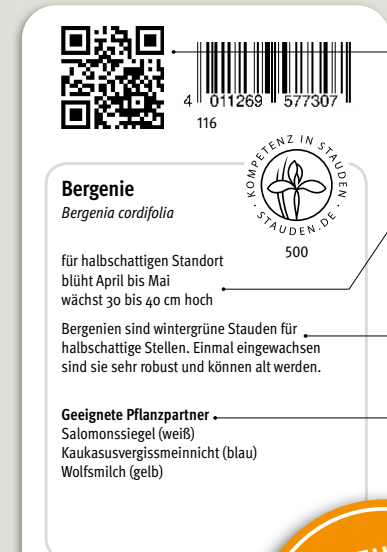 4 011269 577307
116
KOMPETENZ IN STAUDEN · STAUDEN.DE ·
500
Bergenie
Bergenia cordifolia
für halbschattigen Standort
blüht April bis Mai
wächst 30 bis 40 cm hoch
Bergenien sind wintergrüne Stauden für
halbschattige Stellen. Einmal eingewachsen
sind sie sehr robust und können alt werden.
Geeignete Pflanzpartner
Salomonssiegel (weiß)
Kaukasusvergissmeinnicht (blau)
Wolfsmilch (gelb)